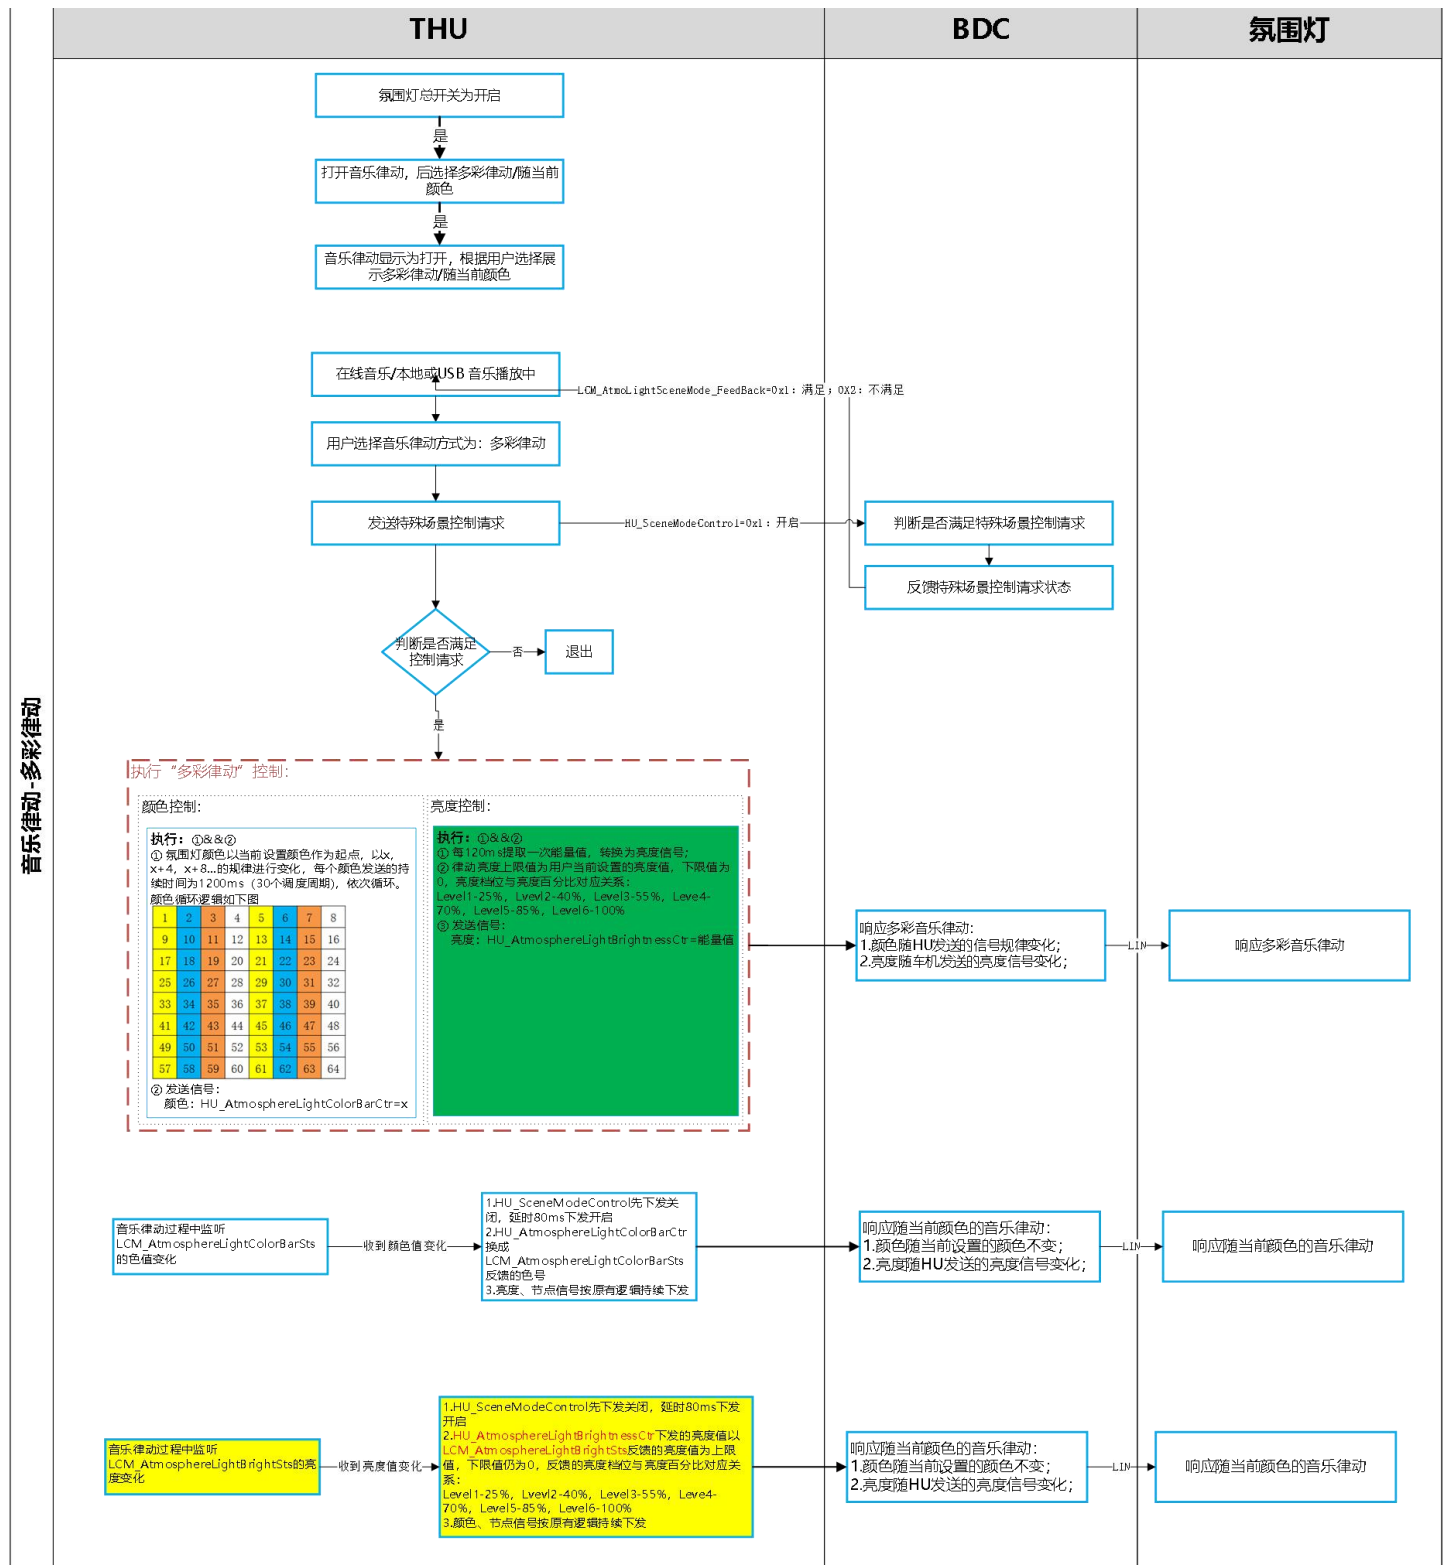 THU
BDC
氛围灯
音乐律动-多彩律动
氛围灯总开关为开启
是
打开音乐律动，后选择多彩律动/随当前
颜色
是
音乐律动显示为打开，根据用户选择展
示多彩律动/随当前颜色
在线音乐/本地或USB 音乐播放中
LCM_AtmoLightSceneMode_FeedBack=0x1：满足；0X2：不满足
用户选择音乐律动方式为：多彩律动
发送特殊场景控制请求
HU_SceneModeControl=0x1：开启
判断是否满足特殊场景控制请求
反馈特殊场景控制请求状态
判断是否满足
控制请求
否
退出
是
执行“多彩律动”控制：
颜色控制：
执行：①&&②
① 氛围灯颜色以当前设置颜色作为起点，以x，
x+4，x+8...的规律进行变化，每个颜色发送的持
续时间为1200ms（30个调度周期），依次循环。
颜色循环逻辑如下图
1 2 3 4 5 6 7 8
9 10 11 12 13 14 15 16
17 18 19 20 21 22 23 24
25 26 27 28 29 30 31 32
33 34 35 36 37 38 39 40
41 42 43 44 45 46 47 48
49 50 51 52 53 54 55 56
57 58 59 60 61 62 63 64
② 发送信号：
颜色：HU_AtmosphereLightColorBarCtr=x
亮度控制：
执行：①&&②
① 每120ms提取一次能量值，转换为亮度信号；
② 律动亮度上限值为用户当前设置的亮度值，下限值为
0，亮度档位与亮度百分比对应关系：
Level1-25%，Lvevl2-40%，Level3-55%，Leve4-
70%，Level5-85%，Level6-100%
③ 发送信号：
亮度：HU_AtmosphereLightBrightnessCtr=能量值
响应多彩音乐律动：
1.颜色随HU发送的信号规律变化；
2.亮度随车机发送的亮度信号变化；
LIN
响应多彩音乐律动
音乐律动过程中监听
LCM_AtmosphereLightColorBarSts
的色值变化
收到颜色值变化
1.HU_SceneModeControl先下发关
闭，延时80ms下发开启
2.HU_AtmosphereLightColorBarCtr
换成
LCM_AtmosphereLightColorBarSts
反馈的色号
3.亮度、节点信号按原有逻辑持续下发
响应随当前颜色的音乐律动：
1.颜色随当前设置的颜色不变；
2.亮度随HU发送的亮度信号变化；
LIN
响应随当前颜色的音乐律动
音乐律动过程中监听
LCM_AtmosphereLightBrightSts的亮
度变化
收到亮度值变化
1.HU_SceneModeControl先下发关闭，延时80ms下发
开启
2.HU_AtmosphereLightBrightnessCtr下发的亮度值以
LCM_AtmosphereLightBrightSts反馈的亮度值为上限
值，下限值仍为0，反馈的亮度档位与亮度百分比对应关
系：
Level1-25%，Lvevl2-40%，Level3-55%，Leve4-
70%，Level5-85%，Level6-100%
3.颜色、节点信号按原有逻辑持续下发
响应随当前颜色的音乐律动：
1.颜色随当前设置的颜色不变；
2.亮度随HU发送的亮度信号变化；
LIN
响应随当前颜色的音乐律动